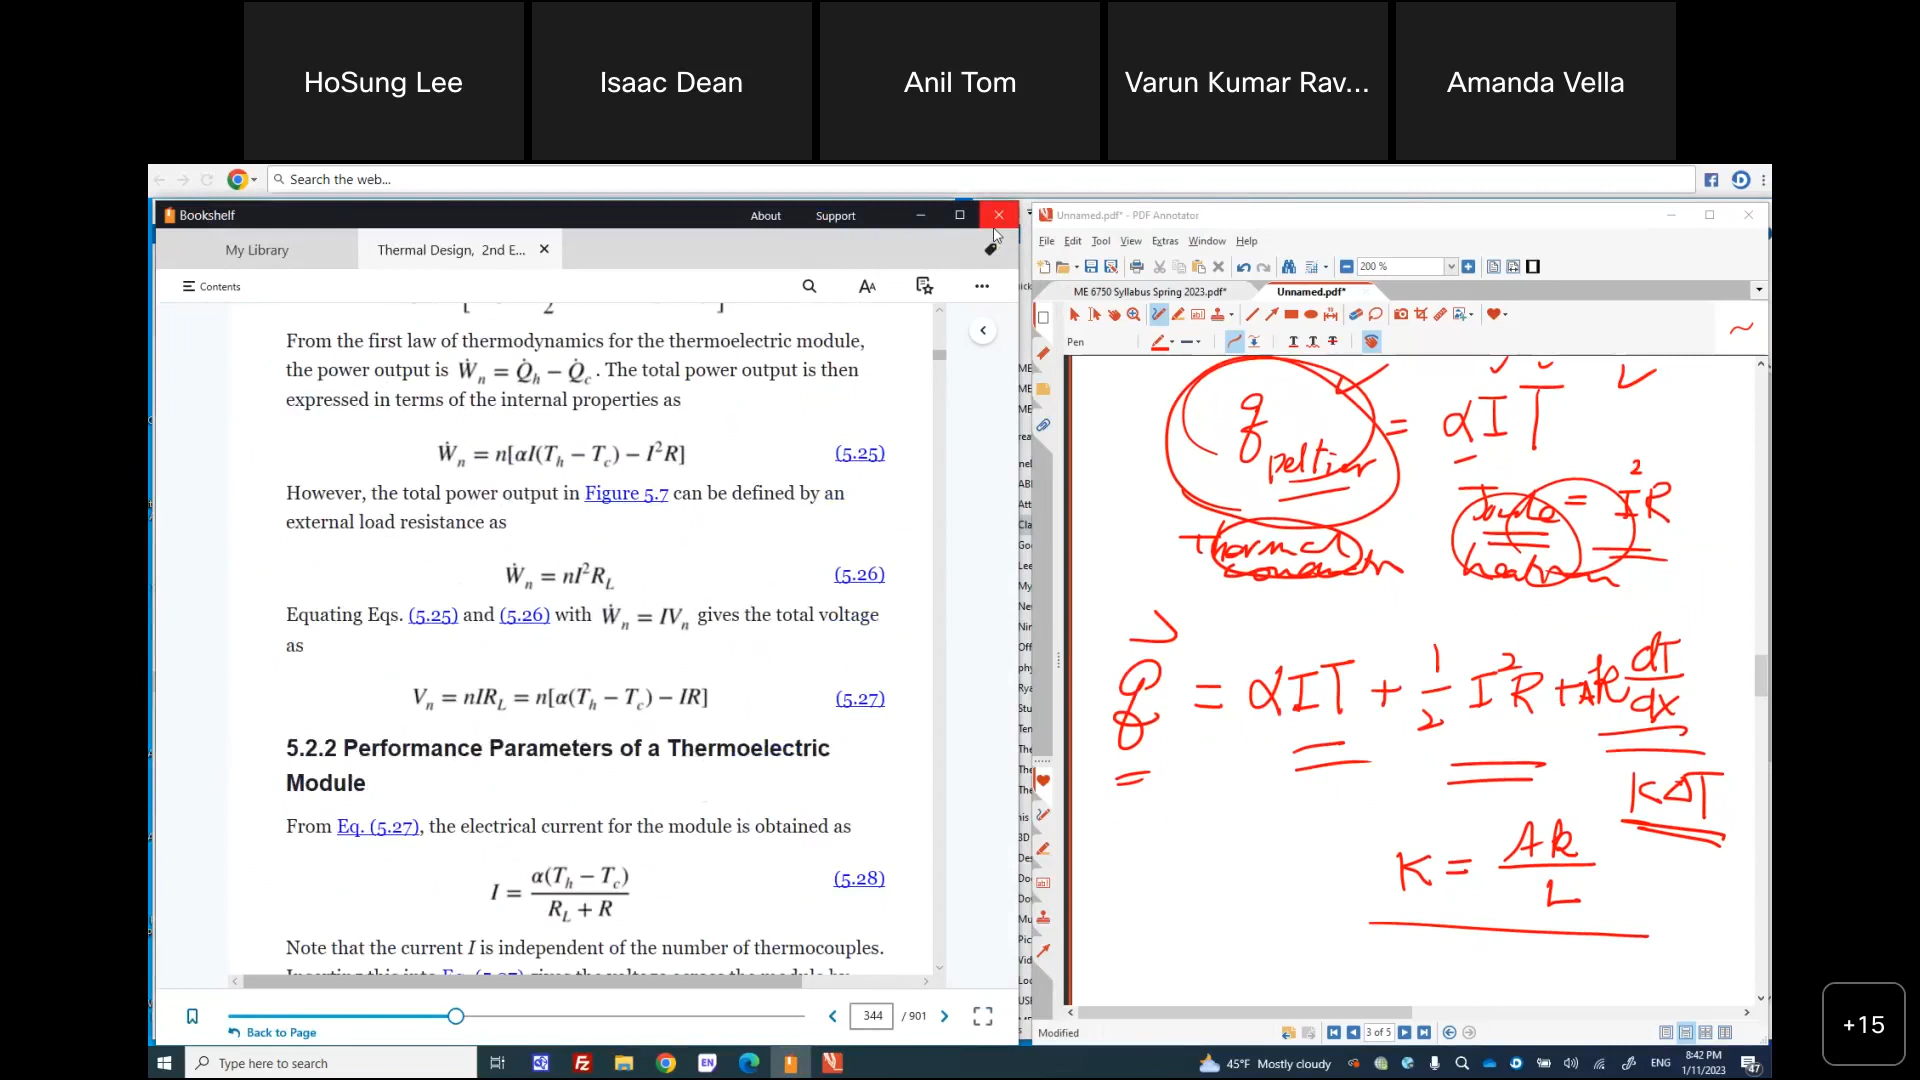 HoSung Lee
Isaac Dean
Anil Tom
Varun Kumar Rav...
Amanda Vella
Search the web...
Bookshelf
About
Support
My Library
Thermal Design, 2nd E...
Contents
From the first law of thermodynamics for the thermoelectric module,
the power output is Ẇn = Q̇h − Q̇c. The total power output is then
expressed in terms of the internal properties as
Ẇn = n[αI(Th − Tc) − I²R] (5.25)
However, the total power output in Figure 5.7 can be defined by an
external load resistance as
Ẇn = nI²RL (5.26)
Equating Eqs. (5.25) and (5.26) with Ẇn = IVn gives the total voltage
as
Vn = nIRL = n[α(Th − Tc) − IR] (5.27)
5.2.2 Performance Parameters of a Thermoelectric
Module
From Eq. (5.27), the electrical current for the module is obtained as
I = α(Th − Tc) / (RL + R) (5.28)
Note that the current I is independent of the number of thermocouples.
344 / 901
Back to Page
Unnamed.pdf* - PDF Annotator
File Edit Tool View Extras Window Help
200 %
ME 6750 Syllabus Spring 2023.pdf*
Unnamed.pdf*
Pen
q peltier = αIT
Joule = I²R
Thermal
q = αIT + 1/2 I²R + Ak dT/dx
KΔT
K = Ak/L
Modified
3 of 5
+15
Type here to search
45°F Mostly cloudy
ENG
8:42 PM
1/11/2023
47